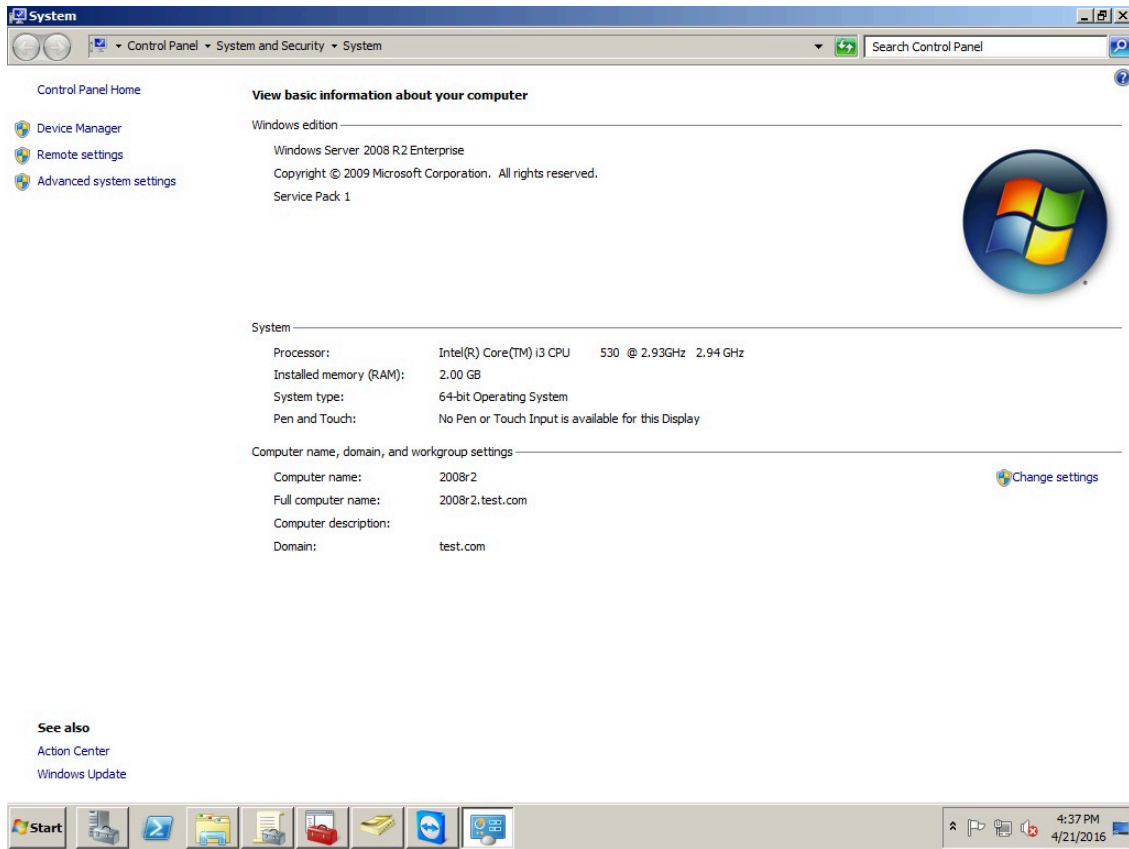 System
Control Panel System and Security System
Search Control Panel
Control Panel Home
Device Manager
Remote settings
Advanced system settings
View basic information about your computer
Windows edition
Windows Server 2008 R2 Enterprise
Copyright © 2009 Microsoft Corporation. All rights reserved.
Service Pack 1
System
Processor: Intel(R) Core(TM) i3 CPU 530 @ 2.93GHz 2.94 GHz
Installed memory (RAM): 2.00 GB
System type: 64-bit Operating System
Pen and Touch: No Pen or Touch Input is available for this Display
Computer name, domain, and workgroup settings
Computer name: 2008r2
Change settings
Full computer name: 2008r2.test.com
Computer description:
Domain: test.com
See also
Action Center
Windows Update
Start
4:37 PM
4/21/2016